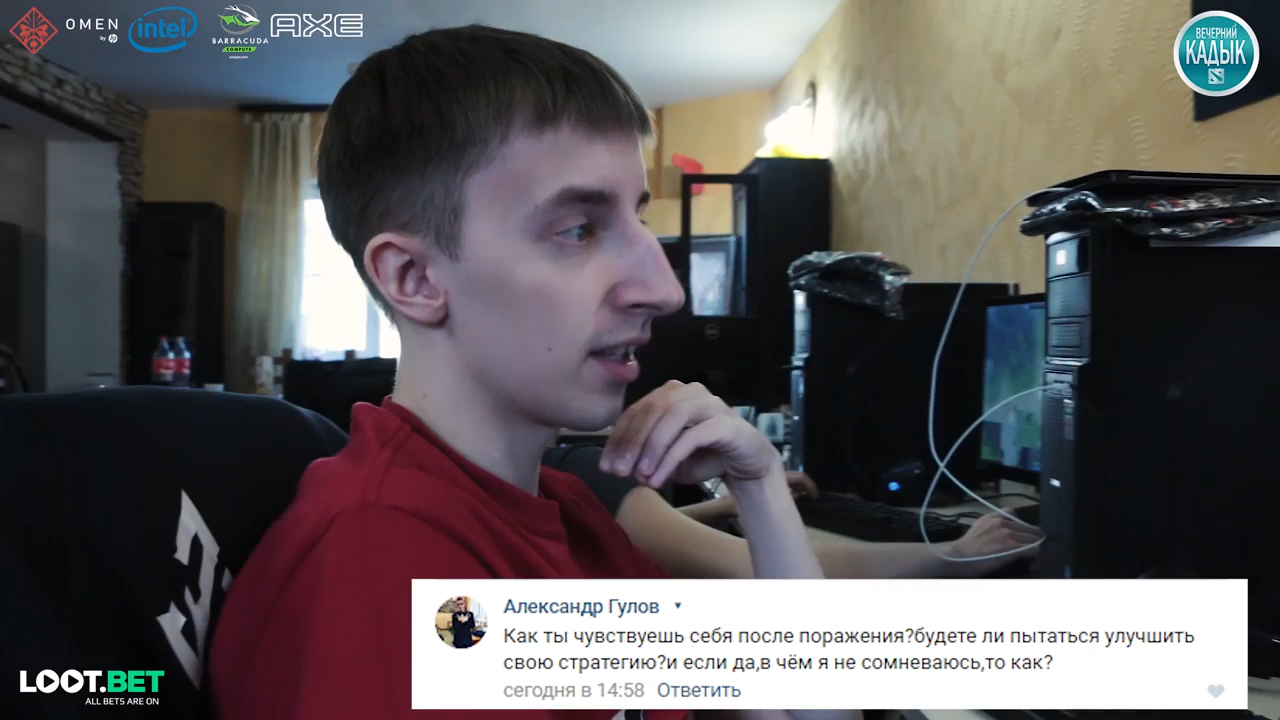 OMEN
by hp
intel
BARRACUDA
COMPUTE
AXE
ВЕЧЕРНИЙ
КАДЫК
Александр Гулов
Как ты чувствуешь себя после поражения?будете ли пытаться улучшить
свою стратегию?и если да,в чём я не сомневаюсь,то как?
сегодня в 14:58 Ответить
LOOT.BET
ALL BETS ARE ON